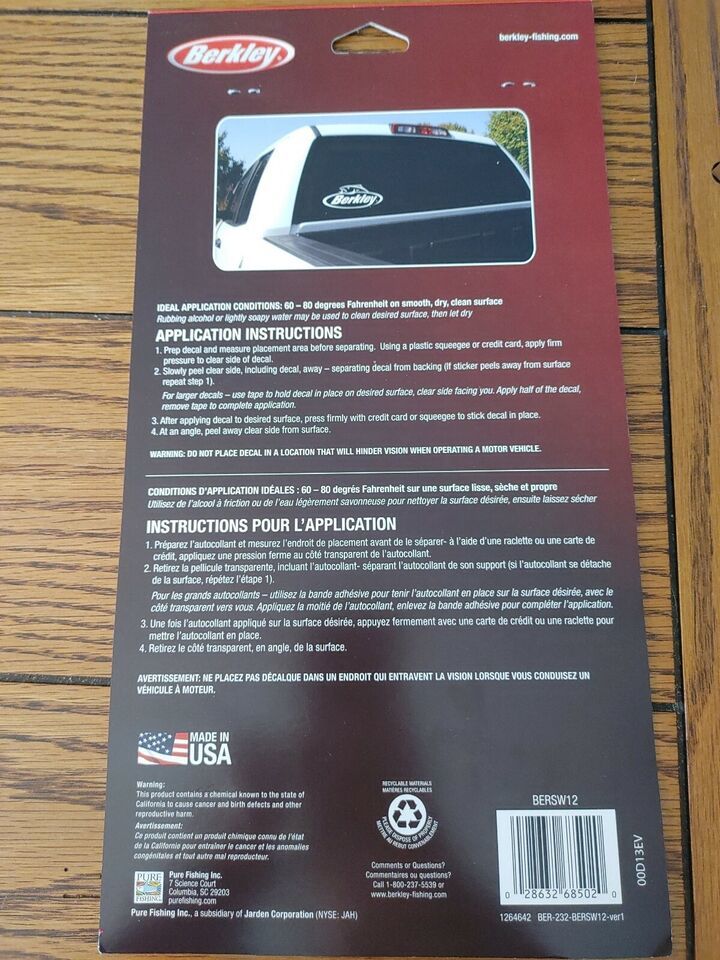 Berkley
berkley-fishing.com
Berkley
IDEAL APPLICATION CONDITIONS: 60 – 80 degrees Fahrenheit on smooth, dry, clean surface
Rubbing alcohol or lightly soapy water may be used to clean desired surface, then let dry
APPLICATION INSTRUCTIONS
1. Prep decal and measure placement area before separating. Using a plastic squeegee or credit card, apply firm
pressure to clear side of decal.
2. Slowly peel clear side, including decal, away – separating decal from backing (If sticker peels away from surface
repeat step 1).
For larger decals – use tape to hold decal in place on desired surface, clear side facing you. Apply half of the decal,
remove tape to complete application.
3. After applying decal to desired surface, press firmly with credit card or squeegee to stick decal in place.
4. At an angle, peel away clear side from surface.
WARNING: DO NOT PLACE DECAL IN A LOCATION THAT WILL HINDER VISION WHEN OPERATING A MOTOR VEHICLE.
CONDITIONS D'APPLICATION IDÉALES : 60 – 80 degrés Fahrenheit sur une surface lisse, sèche et propre
Utilisez de l'alcool à friction ou de l'eau légèrement savonneuse pour nettoyer la surface désirée, ensuite laissez sécher
INSTRUCTIONS POUR L'APPLICATION
1. Préparez l'autocollant et mesurez l'endroit de placement avant de le séparer- à l'aide d'une raclette ou une carte de
crédit, appliquez une pression ferme au côté transparent de l'autocollant.
2. Retirez la pellicule transparente, incluant l'autocollant- séparant l'autocollant de son support (si l'autocollant se détache
de la surface, répétez l'étape 1).
Pour les grands autocollants – utilisez la bande adhésive pour tenir l'autocollant en place sur la surface désirée, avec le
côté transparent vers vous. Appliquez la moitié de l'autocollant, enlevez la bande adhésive pour compléter l'application.
3. Une fois l'autocollant appliqué sur la surface désirée, appuyez fermement avec une carte de crédit ou une raclette pour
mettre l'autocollant en place.
4. Retirez le côté transparent, en angle, de la surface.
AVERTISSEMENT: NE PLACEZ PAS DÉCALQUE DANS UN ENDROIT QUI ENTRAVENT LA VISION LORSQUE VOUS CONDUISEZ UN
VÉHICULE À MOTEUR.
MADE IN
USA
Warning:
This product contains a chemical known to the state of
California to cause cancer and birth defects and other
reproductive harm.
Avertissement:
Ce produit contient un produit chimique connu de l'état
de la Californie pour entraîner le cancer et les anomalies
congénitales et tout autre mal reproducteur.
PURE
FISHING
Pure Fishing Inc.
7 Science Court
Columbia, SC 29203
purefishing.com
Pure Fishing Inc., a subsidiary of Jarden Corporation (NYSE: JAH)
RECYCLABLE MATERIALS
MATIÈRES RECYCLABLES
PLEASE DISPOSE OF PROPERLY
METTRE AU REBUT CONVENABLEMENT
Comments or Questions?
Commentaires ou questions?
Call 1-800-237-5539 or
www.berkley-fishing.com
BERSW12
0 28632 68502 0
1264642 BER-232-BERSW12-ver1
00D13EV